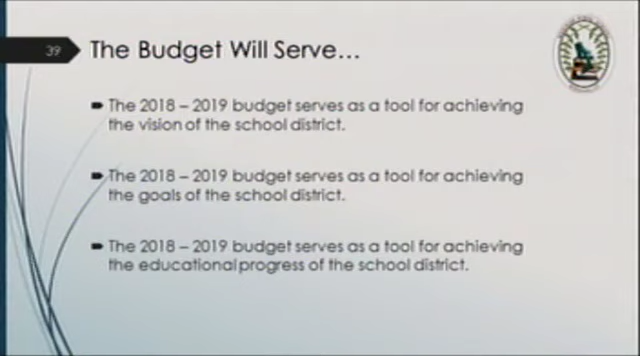 39
The Budget Will Serve...
The 2018 – 2019 budget serves as a tool for achieving
the vision of the school district.
The 2018 – 2019 budget serves as a tool for achieving
the goals of the school district.
The 2018 – 2019 budget serves as a tool for achieving
the educational progress of the school district.